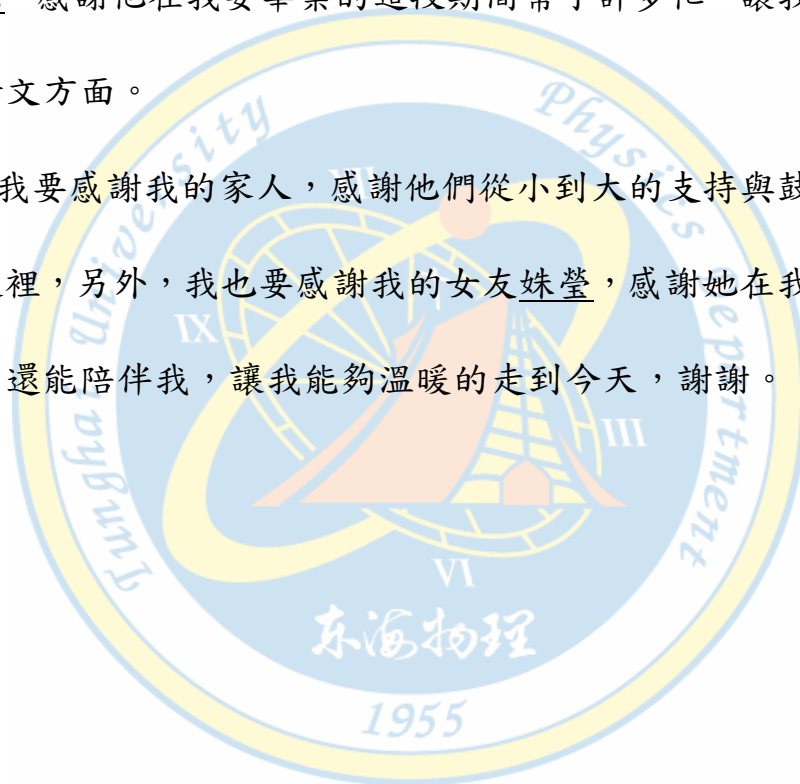 感謝他在我要畢業的這段期間幫了許多忙 讓我
文方面。
我要感謝我的家人，感謝他們從小到大的支持與鼓
裡，另外，我也要感謝我的女友姝瑩，感謝她在我
還能陪伴我，讓我能夠溫暖的走到今天，謝謝。
Tunghai University Physics Department
IX
III
VI
东海物理
1955